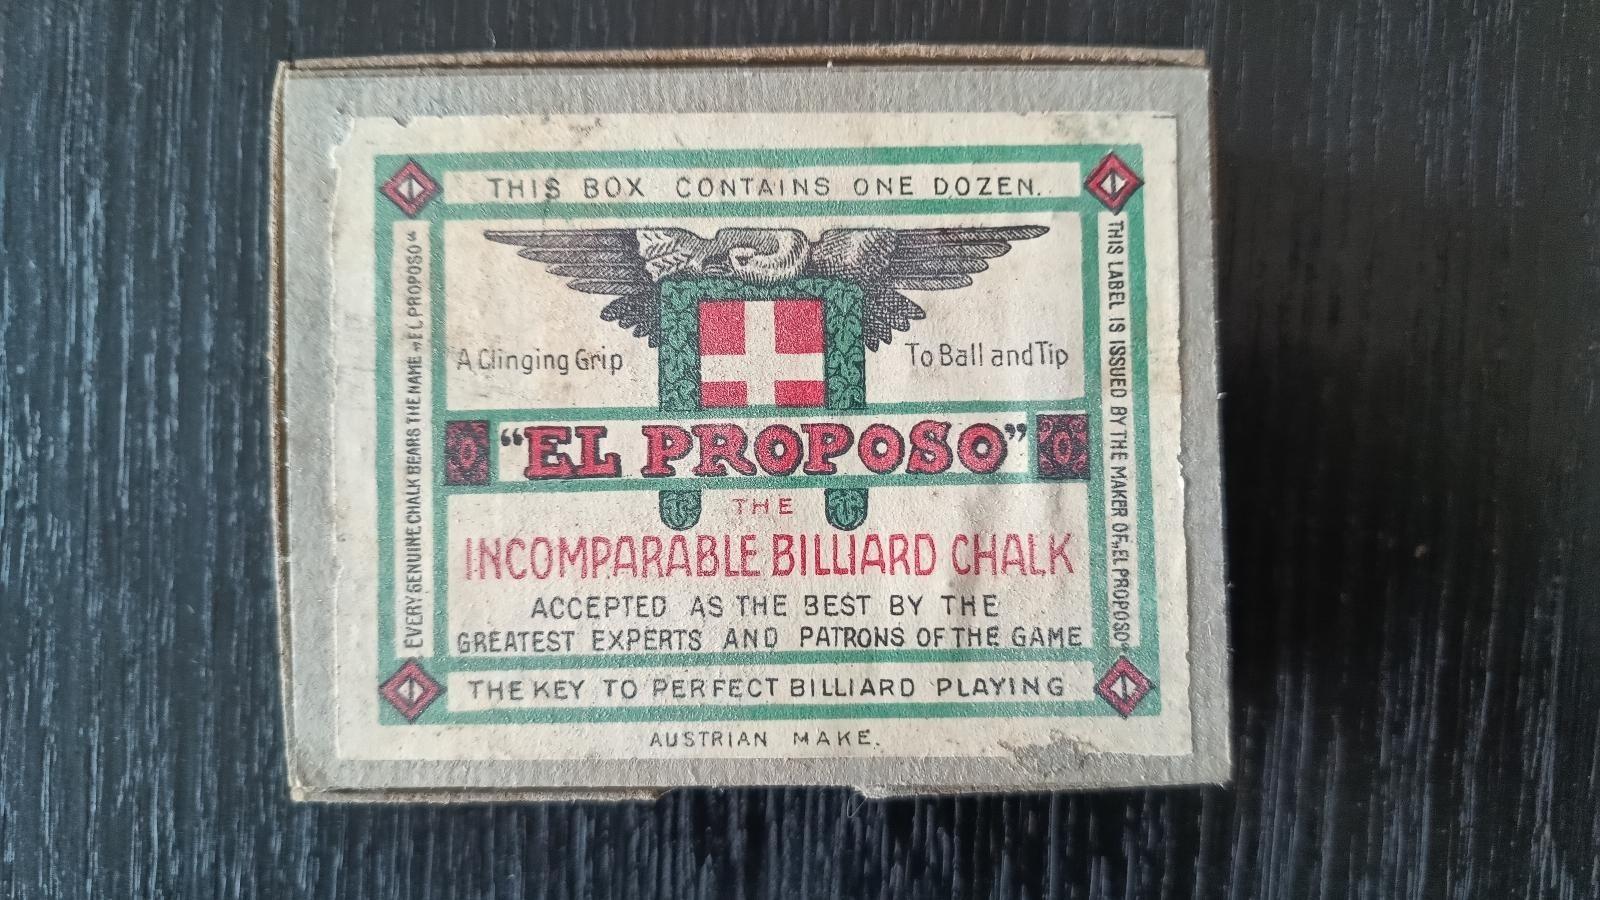 THIS BOX CONTAINS ONE DOZEN.
EVERY GENUINE CHALK BEARS THE NAME „EL PROPOSO“
THIS LABEL IS ISSUED BY THE MAKER OF „EL PROPOSO“
A Clinging Grip
To Ball and Tip
“EL PROPOSO”
THE
INCOMPARABLE BILLIARD CHALK
ACCEPTED AS THE BEST BY THE
GREATEST EXPERTS AND PATRONS OF THE GAME
THE KEY TO PERFECT BILLIARD PLAYING
AUSTRIAN MAKE.